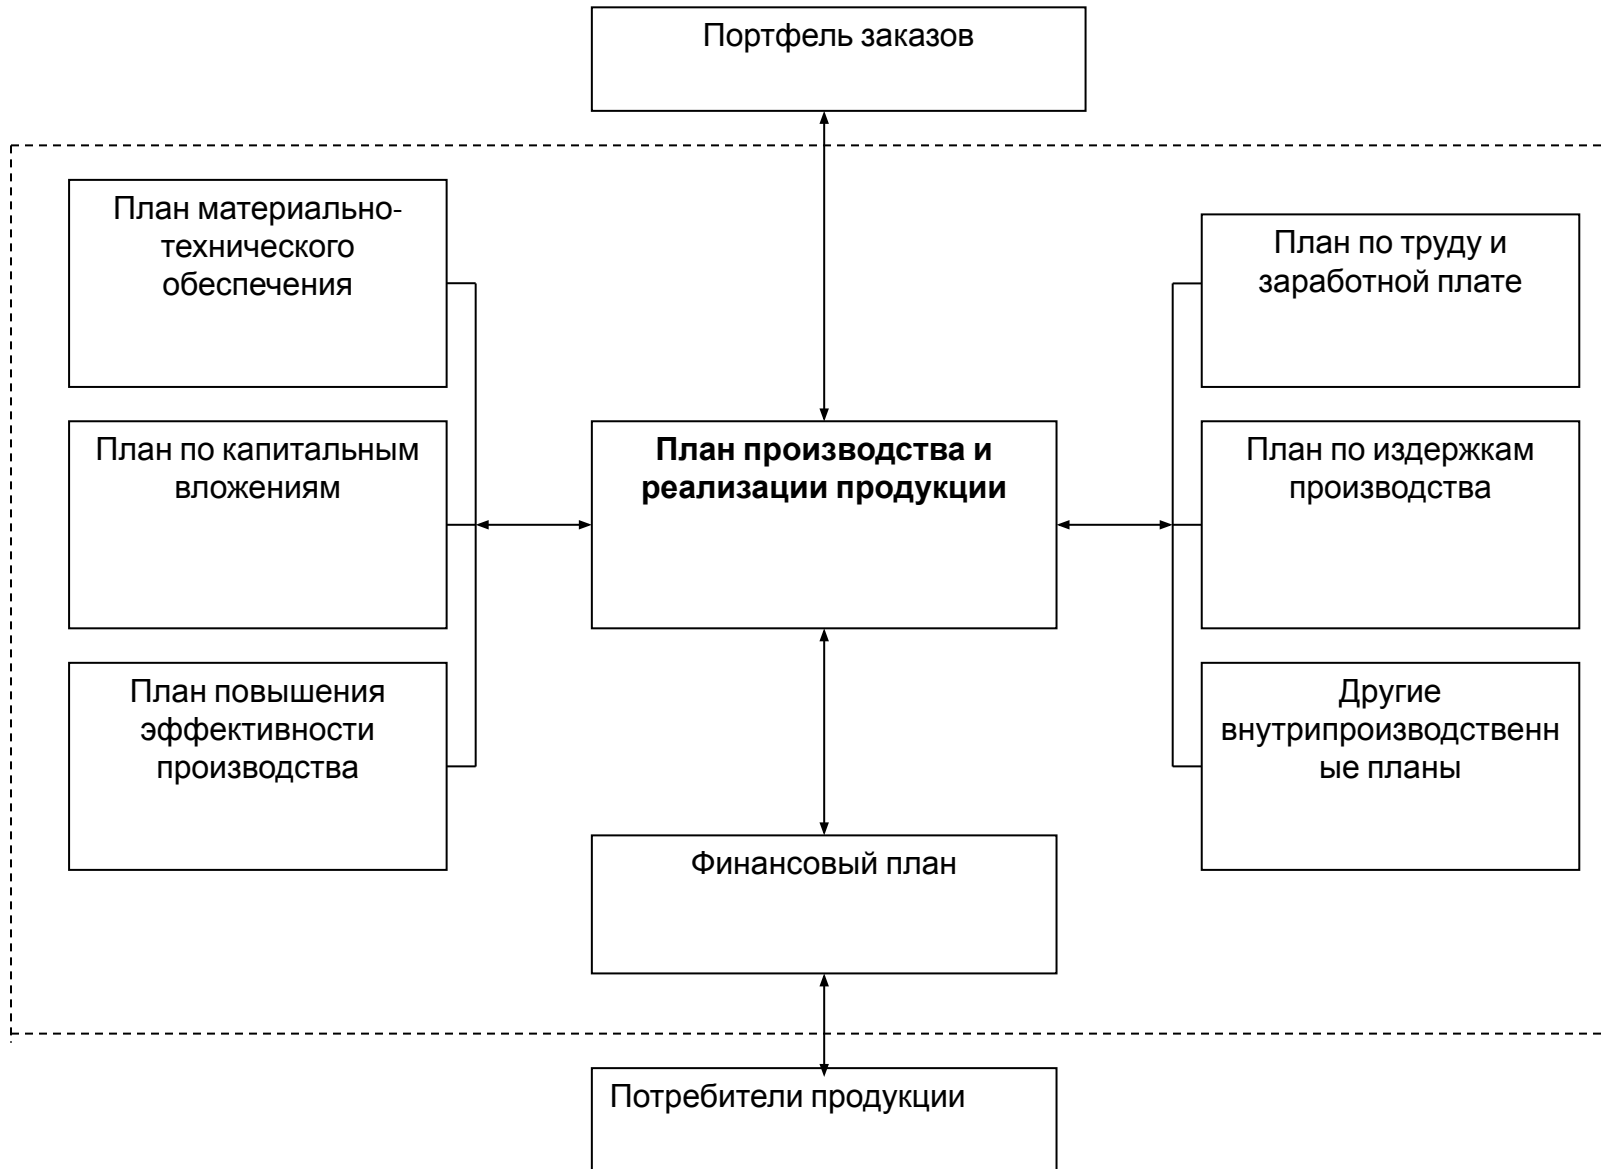 Портфель заказов
План материально-
технического
обеспечения
План по труду и
заработной плате
План по капитальным
вложениям
План производства и
реализации продукции
План по издержкам
производства
План повышения
эффективности
производства
Другие
внутрипроизводственн
ые планы
Финансовый план
Потребители продукции